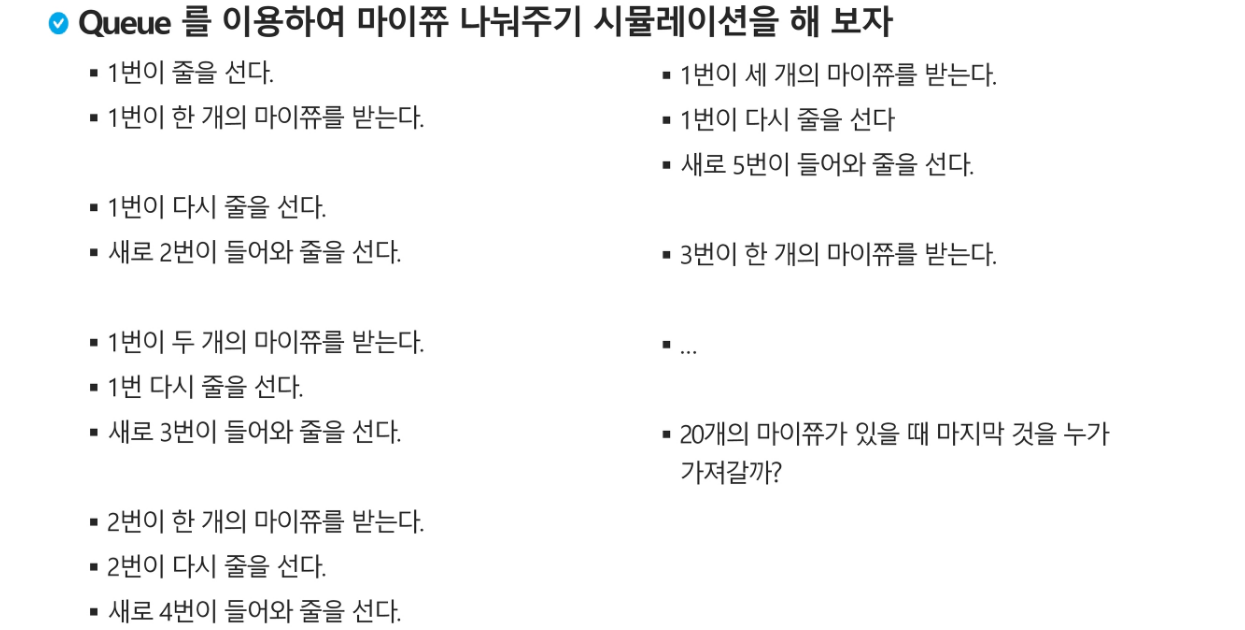 Queue 를 이용하여 마이쮸 나눠주기 시뮬레이션을 해 보자
1번이 줄을 선다.
1번이 한 개의 마이쮸를 받는다.
1번이 다시 줄을 선다.
새로 2번이 들어와 줄을 선다.
1번이 두 개의 마이쮸를 받는다.
1번 다시 줄을 선다.
새로 3번이 들어와 줄을 선다.
2번이 한 개의 마이쮸를 받는다.
2번이 다시 줄을 선다.
새로 4번이 들어와 줄을 선다.
1번이 세 개의 마이쮸를 받는다.
1번이 다시 줄을 선다
새로 5번이 들어와 줄을 선다.
3번이 한 개의 마이쮸를 받는다.
...
20개의 마이쮸가 있을 때 마지막 것을 누가
가져갈까?